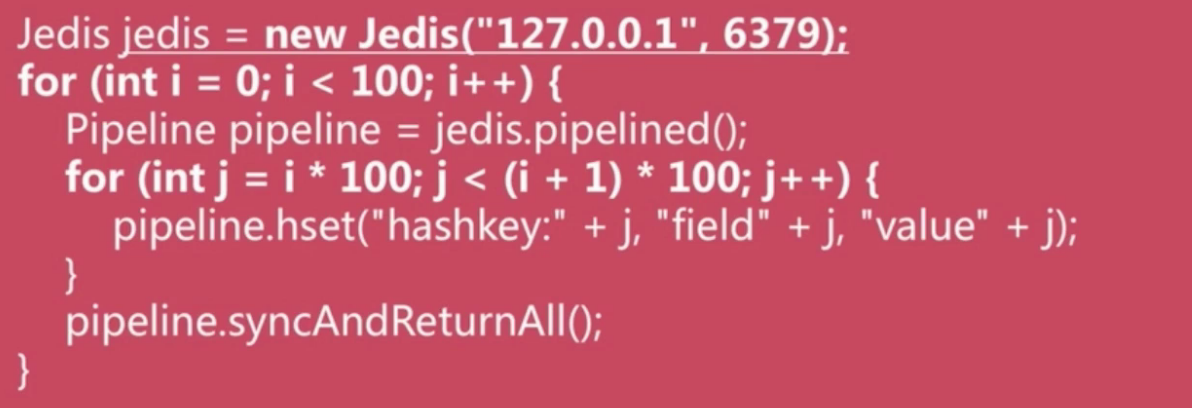 Jedis jedis = new Jedis("127.0.0.1", 6379);
for (int i = 0; i < 100; i++) {
    Pipeline pipeline = jedis.pipelined();
    for (int j = i * 100; j < (i + 1) * 100; j++) {
        pipeline.hset("hashkey:" + j, "field" + j, "value" + j);
    }
    pipeline.syncAndReturnAll();
}